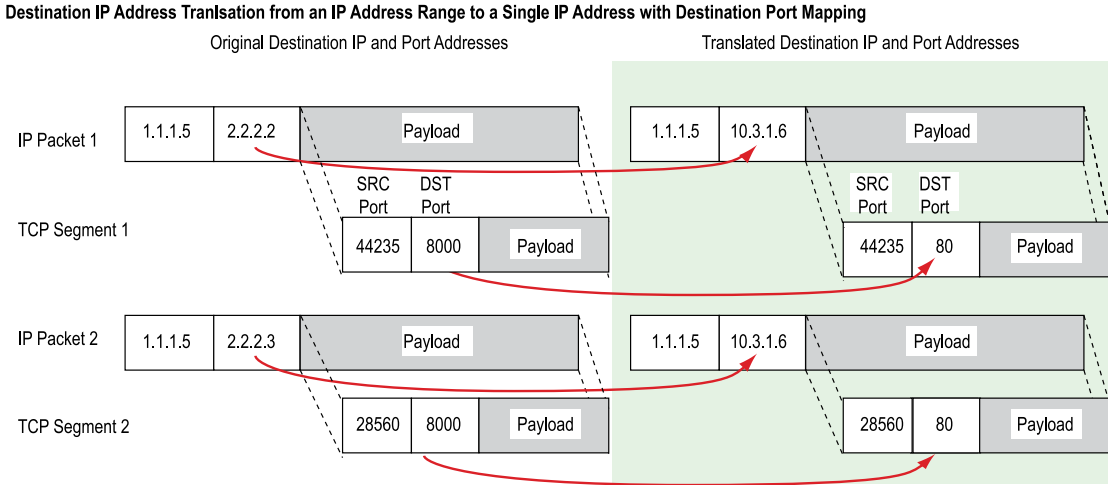 Destination IP Address Tranlsation from an IP Address Range to a Single IP Address with Destination Port Mapping
Original Destination IP and Port Addresses
Translated Destination IP and Port Addresses
IP Packet 1
1.1.1.5
2.2.2.2
Payload
1.1.1.5
10.3.1.6
Payload
SRC
Port
DST
Port
SRC
Port
DST
Port
TCP Segment 1
44235
8000
Payload
44235
80
Payload
IP Packet 2
1.1.1.5
2.2.2.3
Payload
1.1.1.5
10.3.1.6
Payload
TCP Segment 2
28560
8000
Payload
28560
80
Payload